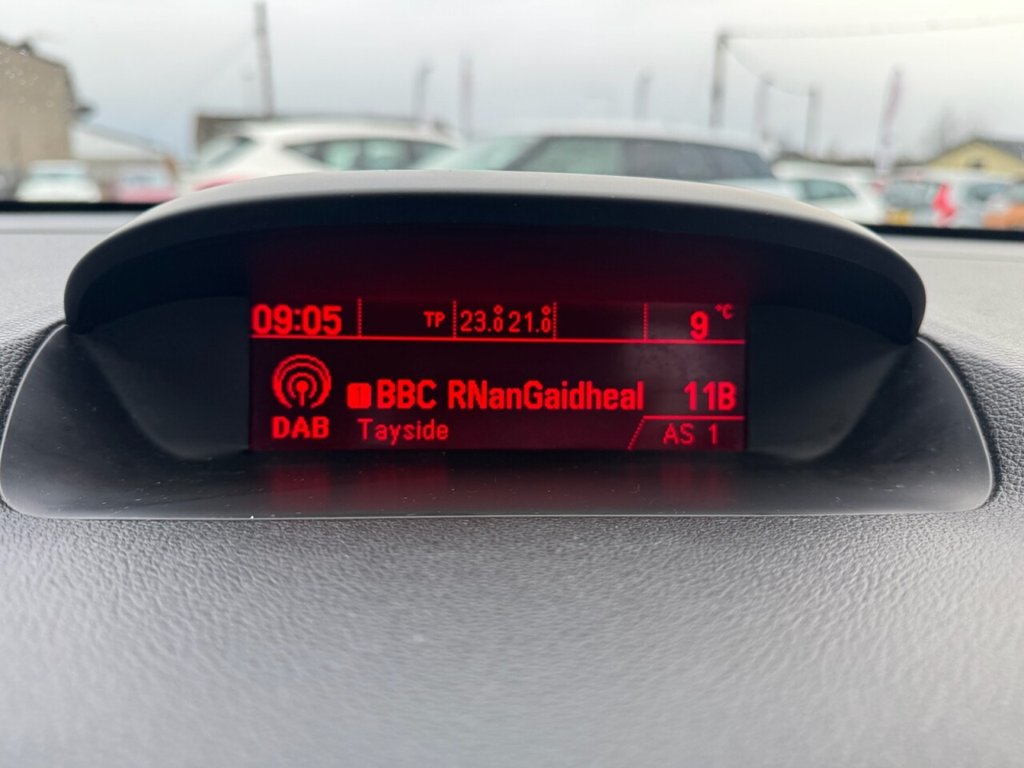 09:05 TP 23.0 21.0 9 °C
BBC RNanGaidheal 11B
DAB Tayside AS 1